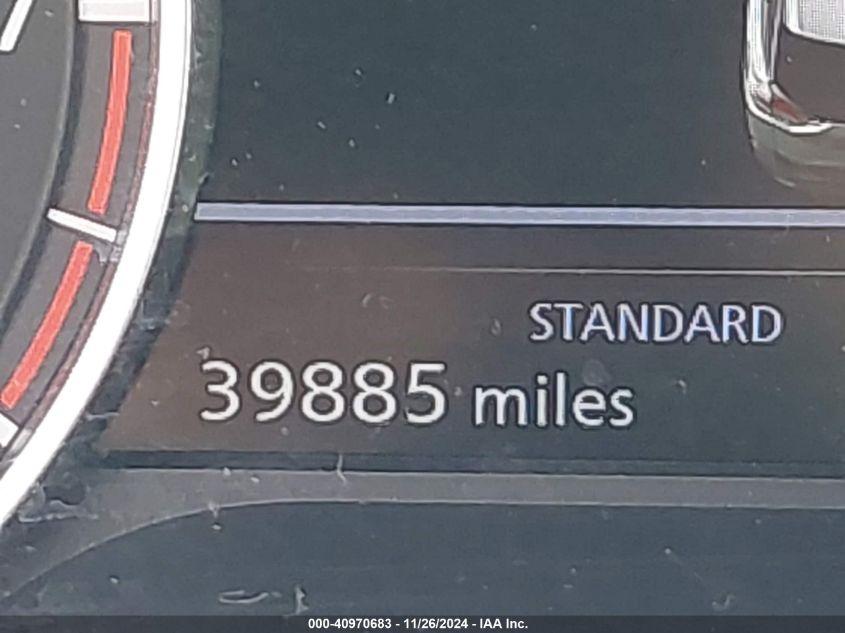 STANDARD
39885 miles
000-40970683 - 11/26/2024 - IAA Inc.